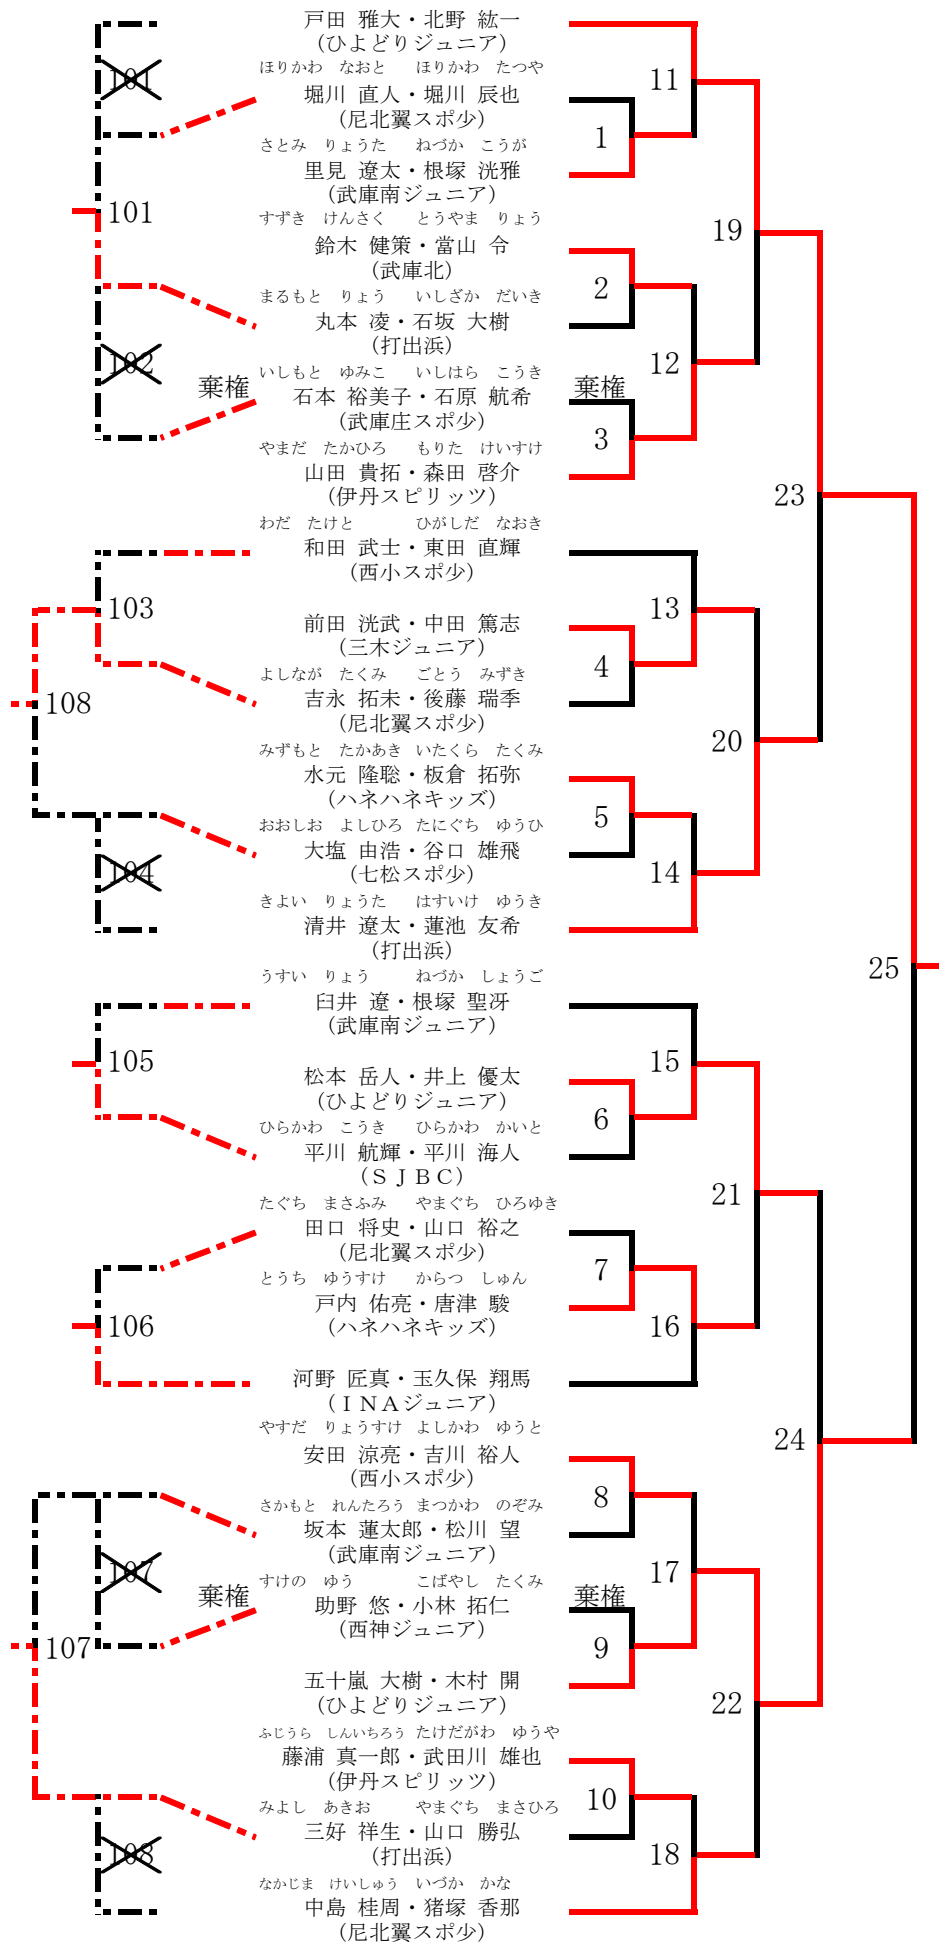 戸田 雅大・北野 紘一
(ひよどりジュニア)
101
ほりかわ なおと ほりかわ たつや
11
堀川 直人・堀川 辰也
(尼北翼スポ少)
1
さとみ りょうた ねづか こうが
里見 遼太・根塚 洸雅
(武庫南ジュニア)
101
すずき けんさく とうやま りょう
19
鈴木 健策・當山 令
(武庫北)
2
まるもと りょう いしざか だいき
丸本 凌・石坂 大樹
(打出浜)
102
12
いしもと ゆみこ いしはら こうき
棄権
石本 裕美子・石原 航希
棄権
(武庫庄スポ少)
3
やまだ たかひろ もりた けいすけ
山田 貴拓・森田 啓介
(伊丹スピリッツ)
23
わだ たけと ひがしだ なおき
和田 武士・東田 直輝
(西小スポ少)
103
13
前田 洸武・中田 篤志
(三木ジュニア)
4
よしなが たくみ ごとう みずき
108
吉永 拓未・後藤 瑞季
(尼北翼スポ少)
20
みずもと たかあき いたくら たくみ
水元 隆聡・板倉 拓弥
(ハネハネキッズ)
5
おおしお よしひろ たにぐち ゆうひ
大塩 由浩・谷口 雄飛
(七松スポ少)
104
14
きよい りょうた はすいけ ゆうき
清井 遼太・蓮池 友希
(打出浜)
25
うすい りょう ねづか しょうご
臼井 遼・根塚 聖冴
(武庫南ジュニア)
105
15
松本 岳人・井上 優太
(ひよどりジュニア)
6
ひらかわ こうき ひらかわ かいと
平川 航輝・平川 海人
(ＳＪＢＣ)
21
たぐち まさふみ やまぐち ひろゆき
田口 将史・山口 裕之
(尼北翼スポ少)
7
とうち ゆうすけ からつ しゅん
戸内 佑亮・唐津 駿
(ハネハネキッズ)
106
16
河野 匠真・玉久保 翔馬
(ＩＮＡジュニア)
やすだ りょうすけ よしかわ ゆうと
24
安田 涼亮・吉川 裕人
(西小スポ少)
8
さかもと れんたろう まつかわ のぞみ
坂本 蓮太郎・松川 望
(武庫南ジュニア)
107
17
すけの ゆう こばやし たくみ
棄権
助野 悠・小林 拓仁
棄権
(西神ジュニア)
107
9
五十嵐 大樹・木村 開
(ひよどりジュニア)
22
ふじうら しんいちろう たけだがわ ゆうや
藤浦 真一郎・武田川 雄也
(伊丹スピリッツ)
10
みよし あきお やまぐち まさひろ
三好 祥生・山口 勝弘
(打出浜)
108
18
なかじま けいしゅう いづか かな
中島 桂周・猪塚 香那
(尼北翼スポ少)